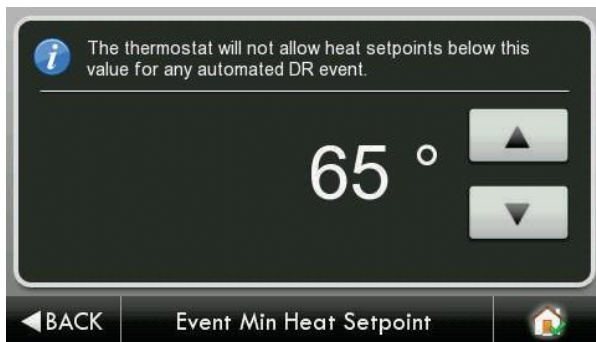 The thermostat will not allow heat setpoints below this
value for any automated DR event.
65 °
BACK
Event Min Heat Setpoint